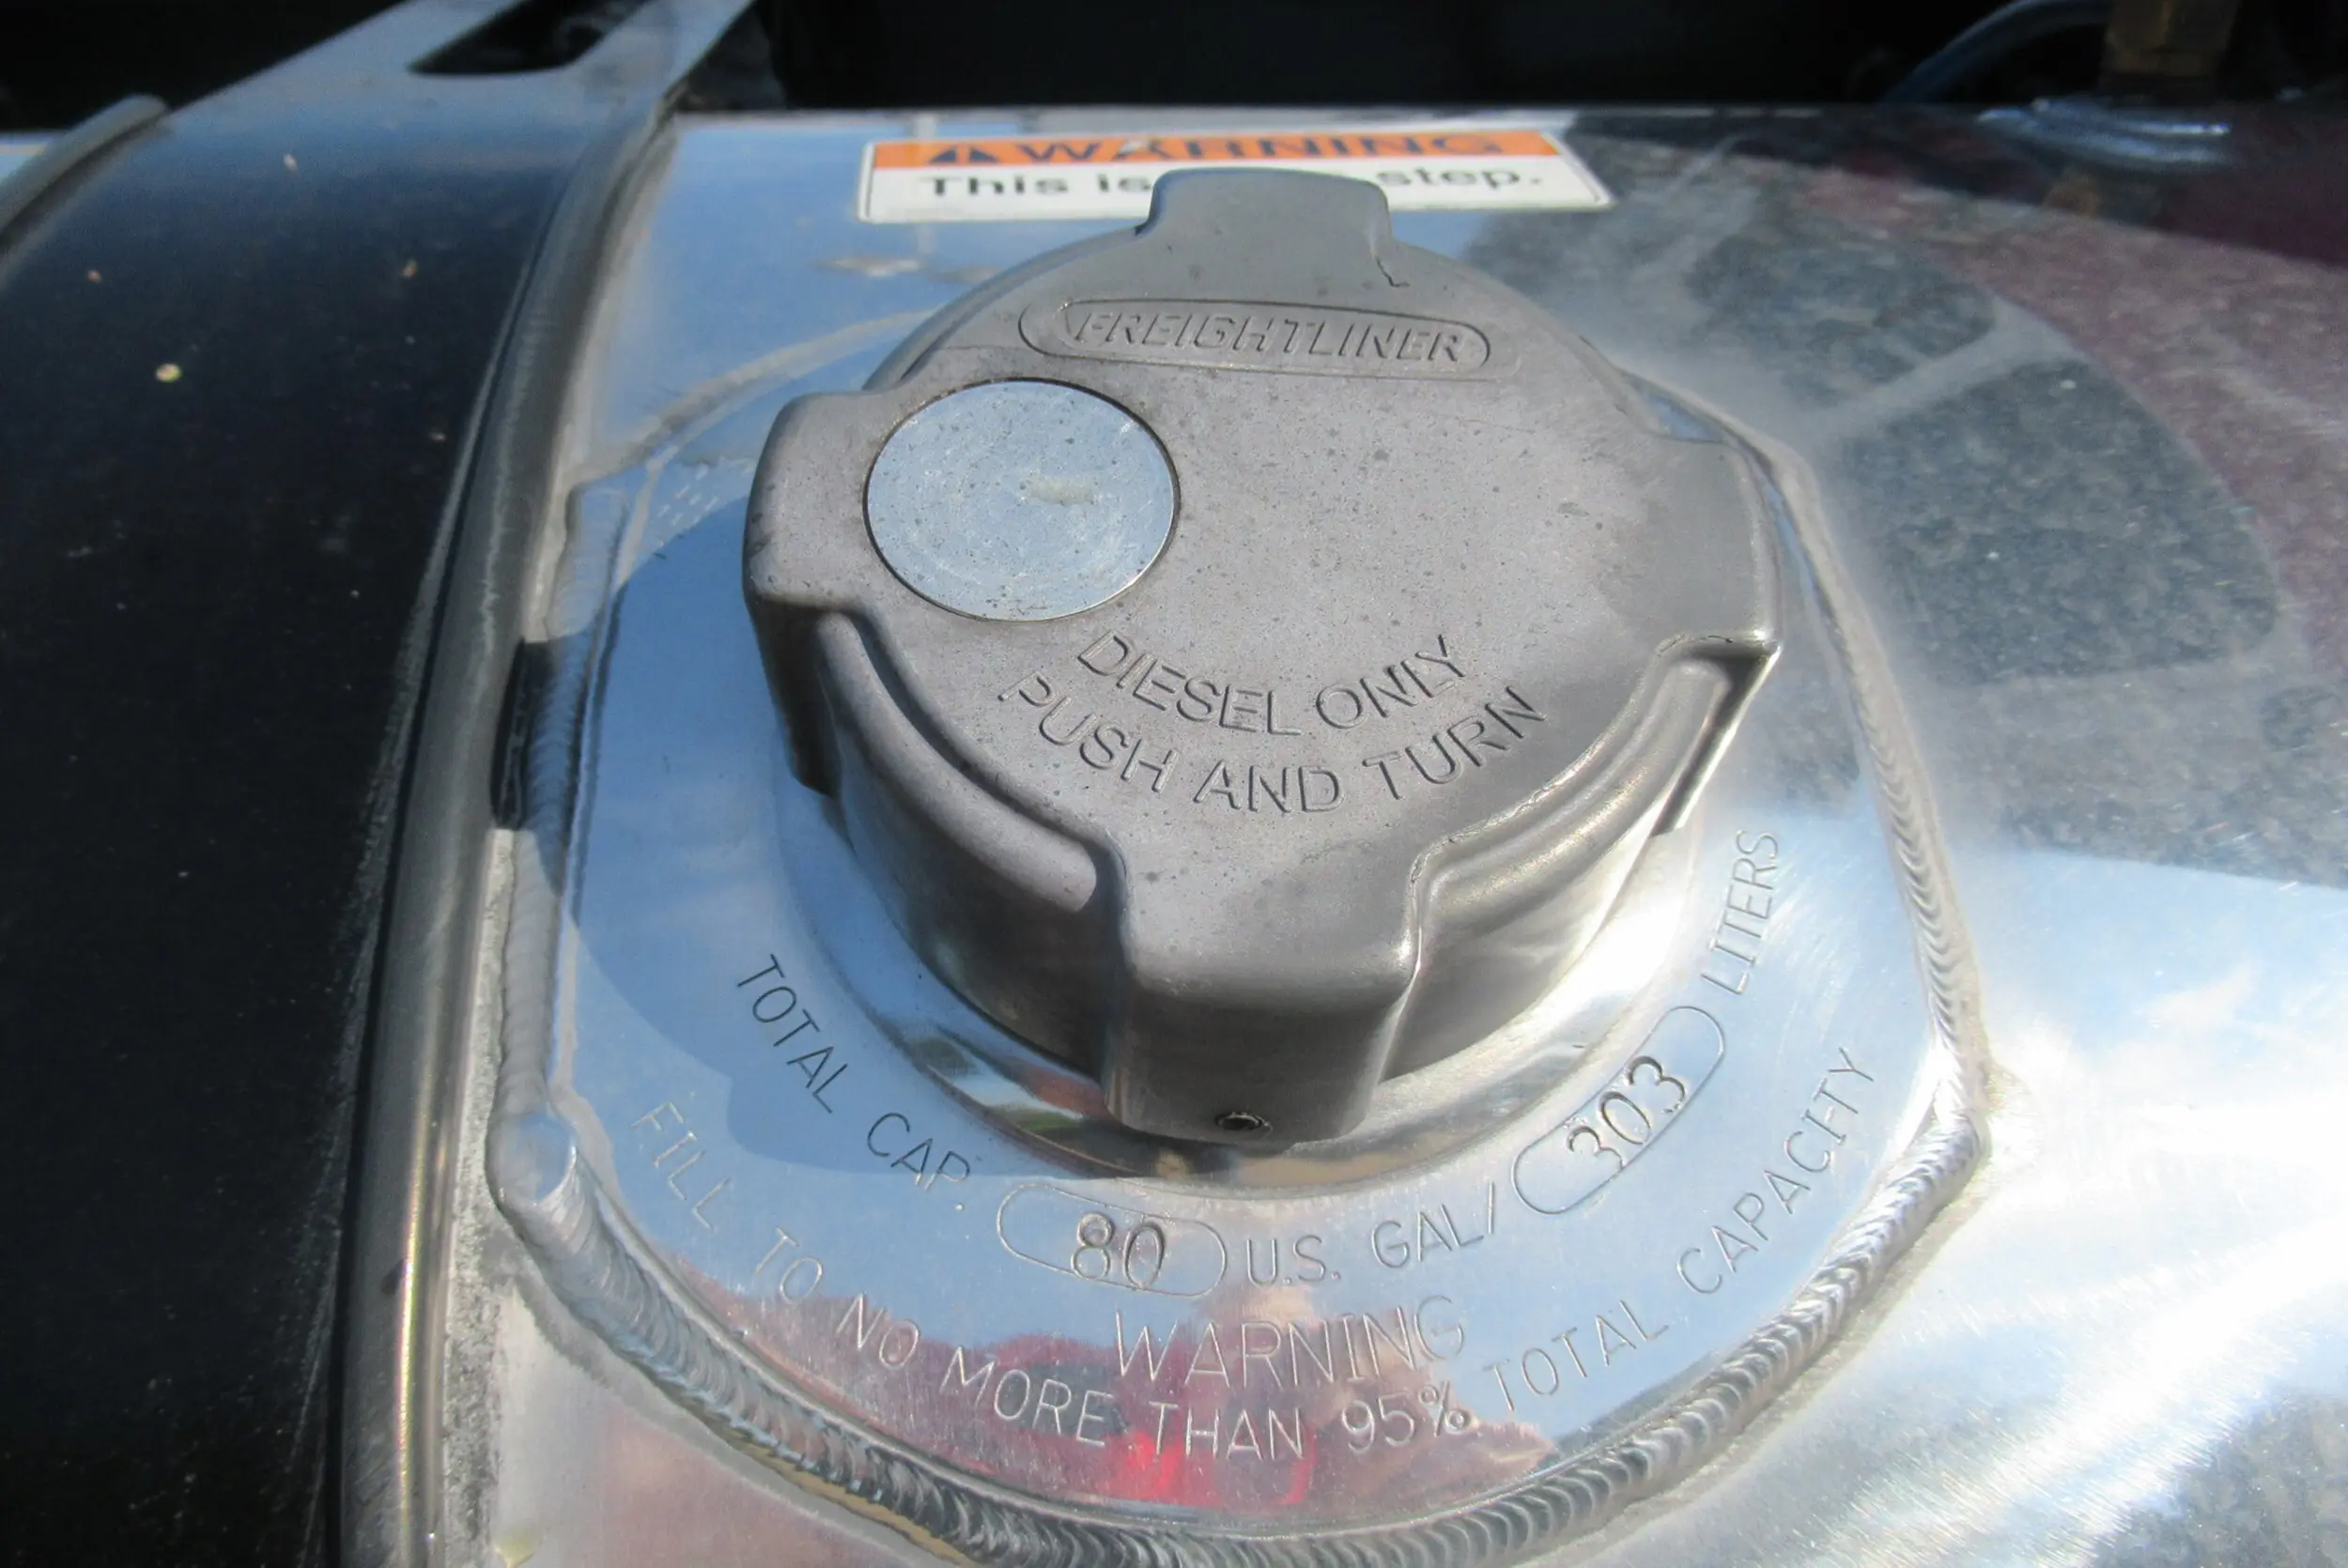 WARNING
This is step.
FREIGHTLINER
DIESEL ONLY
PUSH AND TURN
TOTAL CAP. 80 U.S. GAL/ 303 LITERS
WARNING
FILL TO NO MORE THAN 95% TOTAL CAPACITY